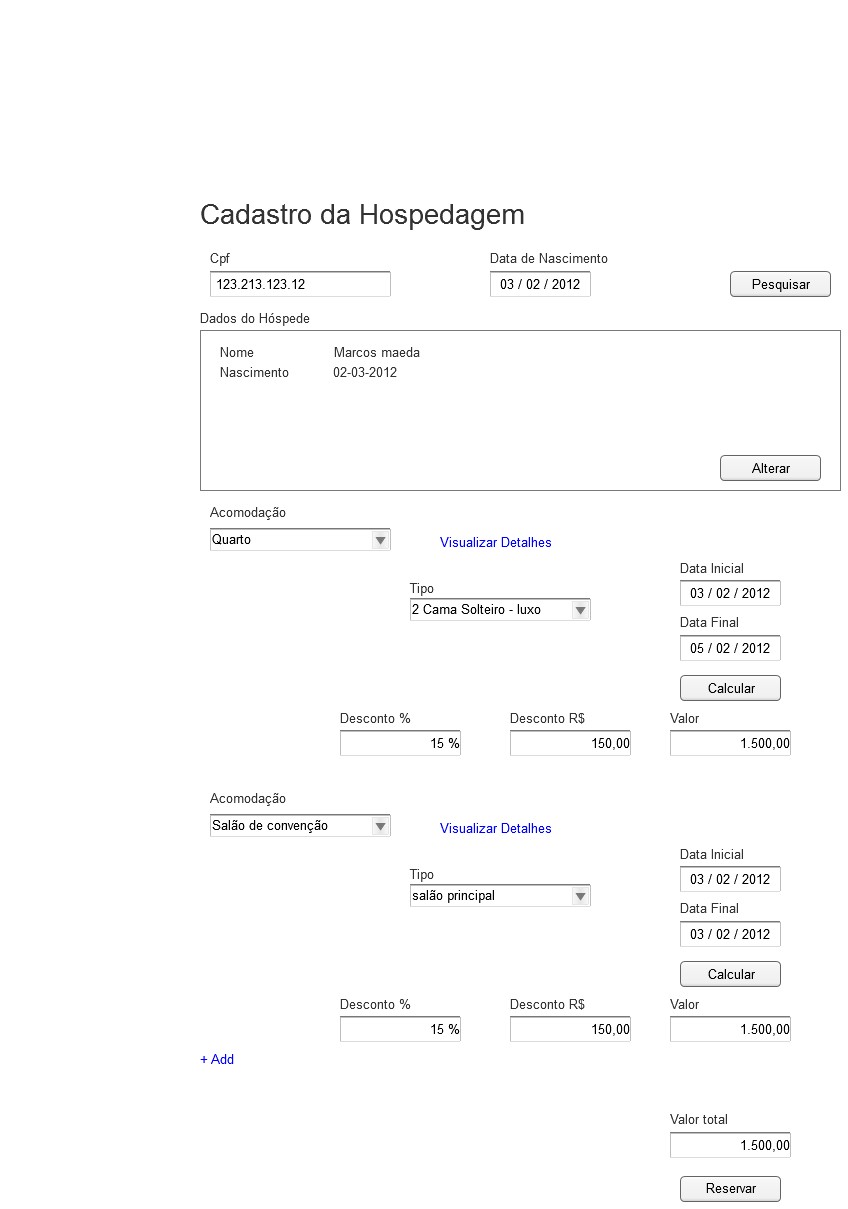 Cadastro da Hospedagem
Cpf Data de Nascimento
123.213.123.12 03 / 02 / 2012 Pesquisar
Dados do Hóspede
Nome Marcos maeda
Nascimento 02-03-2012
Alterar
Acomodação
Quarto Visualizar Detalhes
Data Inicial
Tipo 03 / 02 / 2012
2 Cama Solteiro - luxo
Data Final
05 / 02 / 2012
Calcular
Desconto % Desconto R$ Valor
15 % 150,00 1.500,00
Acomodação
Salão de convenção Visualizar Detalhes
Data Inicial
Tipo 03 / 02 / 2012
salão principal
Data Final
03 / 02 / 2012
Calcular
Desconto % Desconto R$ Valor
15 % 150,00 1.500,00
+ Add
Valor total
1.500,00
Reservar